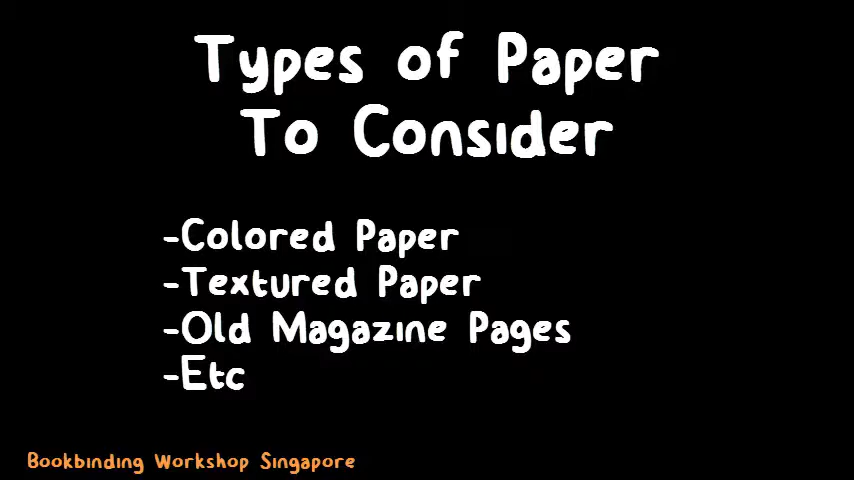 Types of Paper
To Consider
-Colored Paper
-Textured Paper
-Old Magazine Pages
-Etc
Bookbinding Workshop Singapore